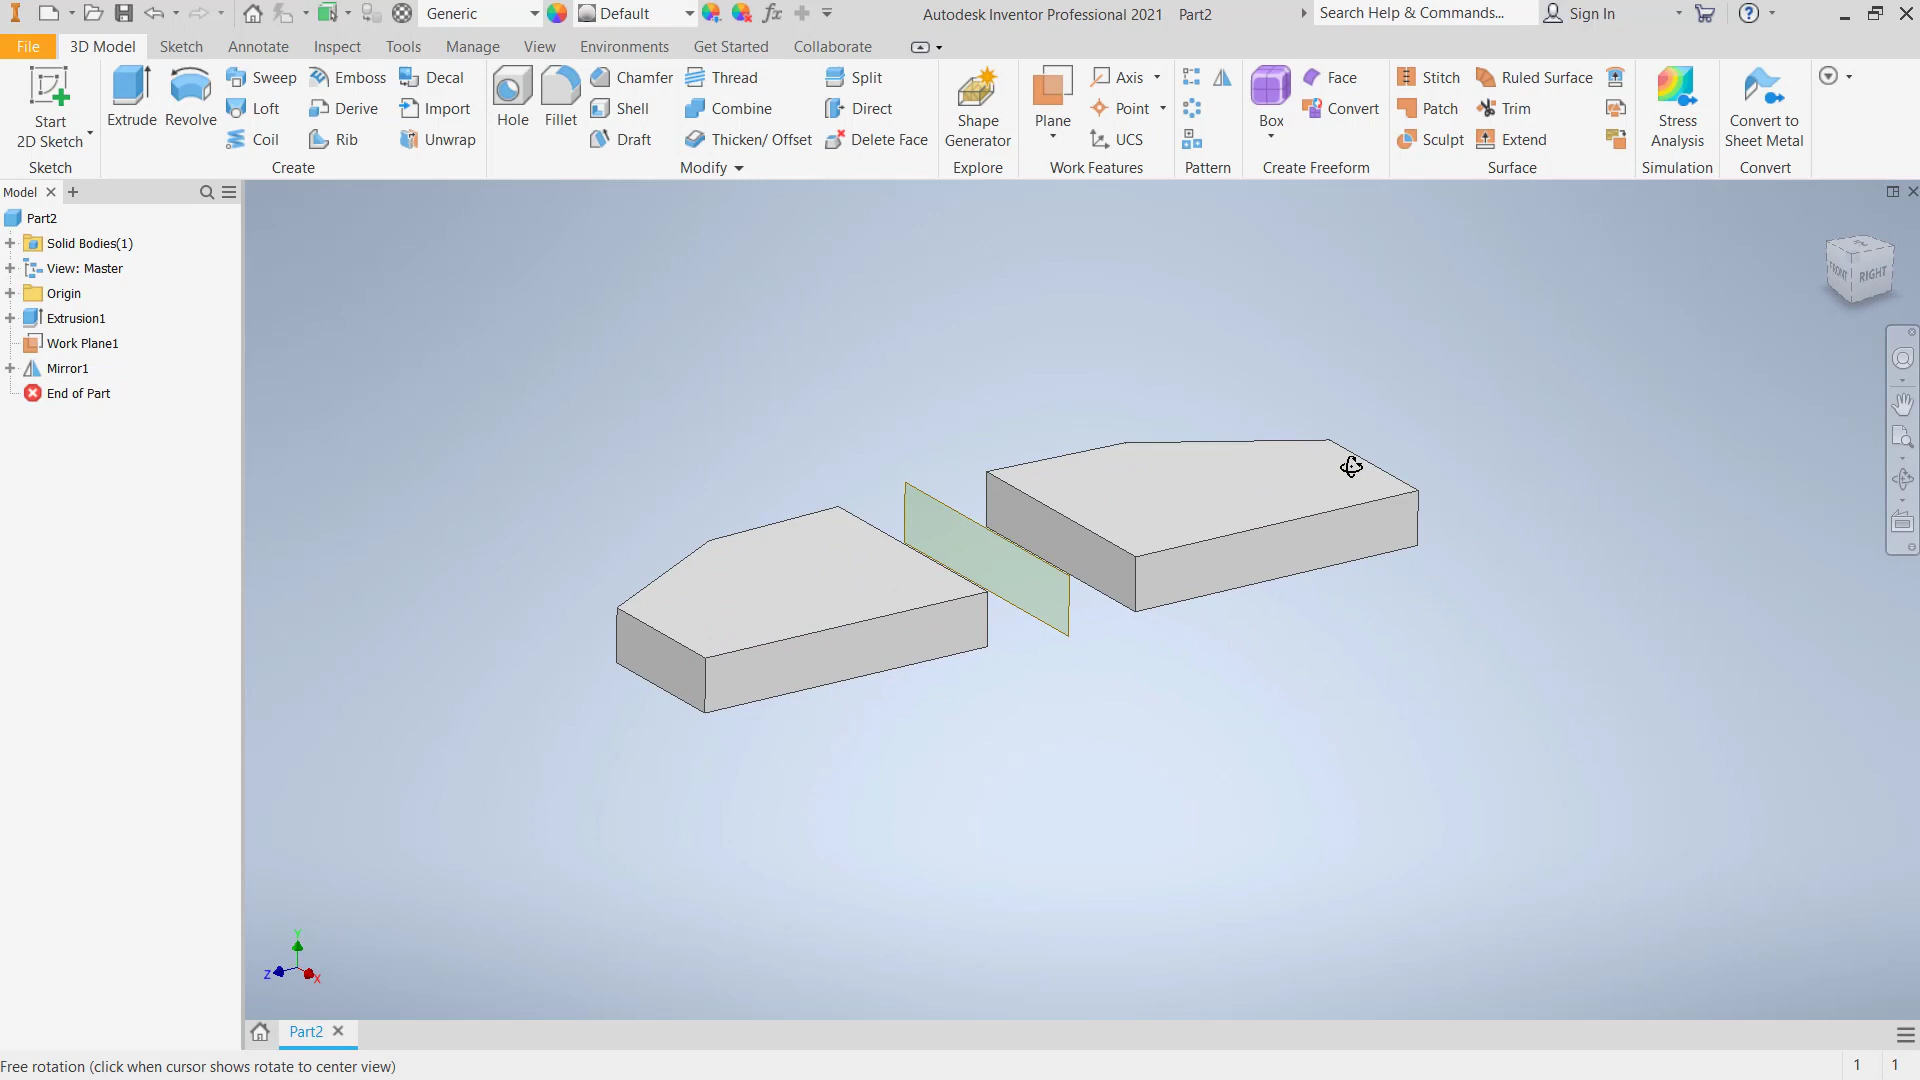 Generic
Default
Autodesk Inventor Professional 2021 Part2
Search Help & Commands...
Sign In
File
3D Model
Sketch
Annotate
Inspect
Tools
Manage
View
Environments
Get Started
Collaborate
Start
2D Sketch
Sketch
Extrude
Revolve
Sweep
Loft
Coil
Emboss
Derive
Rib
Decal
Import
Unwrap
Create
Hole
Fillet
Chamfer
Shell
Draft
Thread
Combine
Thicken/ Offset
Split
Direct
Delete Face
Modify
Shape
Generator
Explore
Plane
Axis
Point
UCS
Work Features
Pattern
Box
Face
Convert
Create Freeform
Stitch
Patch
Sculpt
Ruled Surface
Trim
Extend
Surface
Stress
Analysis
Simulation
Convert to
Sheet Metal
Convert
Model
Part2
Solid Bodies(1)
View: Master
Origin
Extrusion1
Work Plane1
Mirror1
End of Part
FRONT
RIGHT
Y
Z
X
Part2
Free rotation (click when cursor shows rotate to center view)
1
1